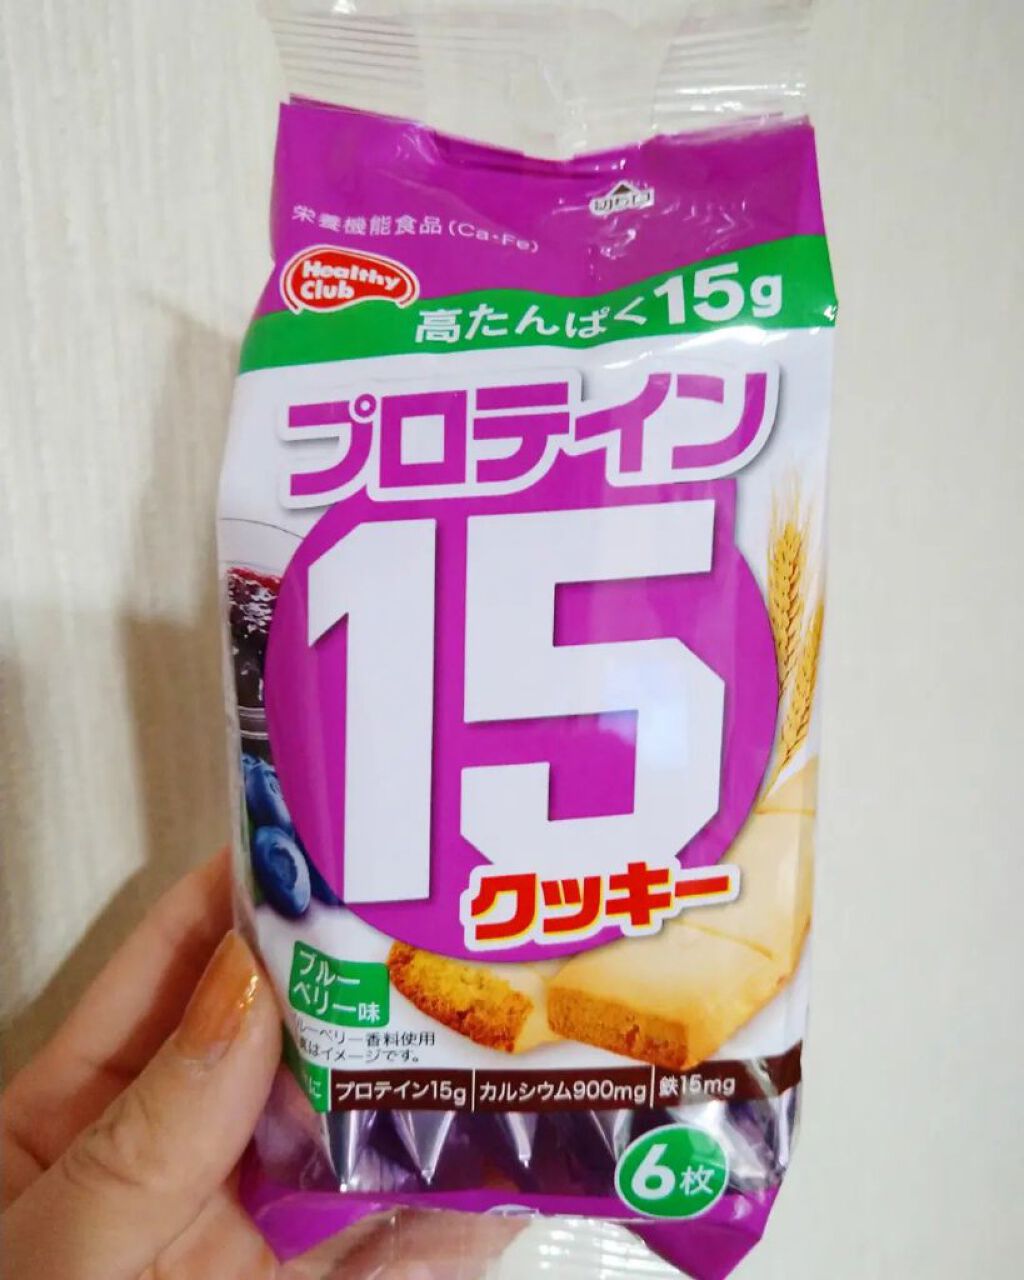 切り口
栄養機能食品(Ca・Fe)
Healthy
Club
高たんぱく15g
プロテイン
15
クッキー
ブルー
ベリー味
ルーベリー香料使用
はイメージです。
に
プロテイン15g カルシウム900mg 鉄15mg
6枚